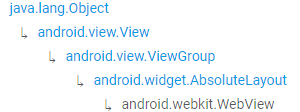 java.lang.Object
↳ android.view.View
↳ android.view.ViewGroup
↳ android.widget.AbsoluteLayout
↳ android.webkit.WebView